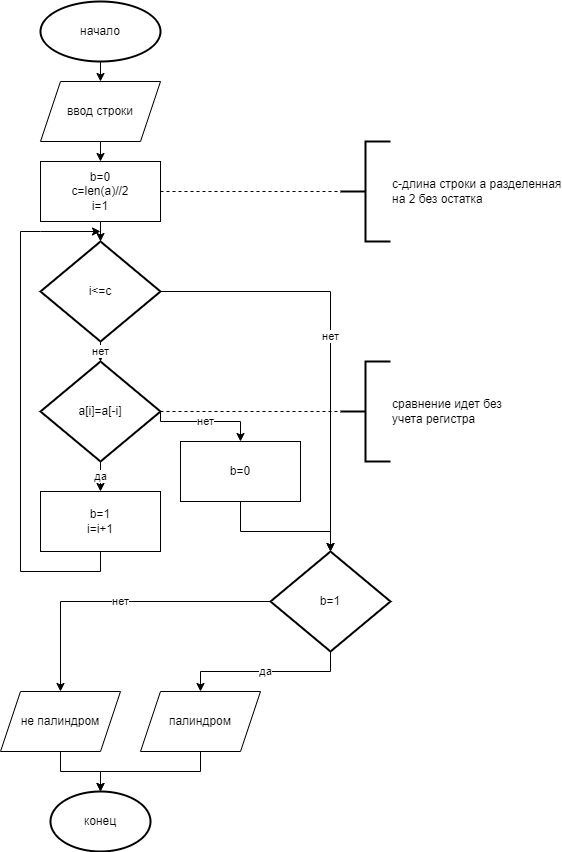 начало
ввод строки
b=0
c=len(a)//2
i=1
с-длина строки а разделенная
на 2 без остатка
i<=c
нет
нет
a[i]=a[-i]
сравнение идет без
учета регистра
нет
b=0
да
b=1
i=i+1
b=1
нет
да
не палиндром
палиндром
конец